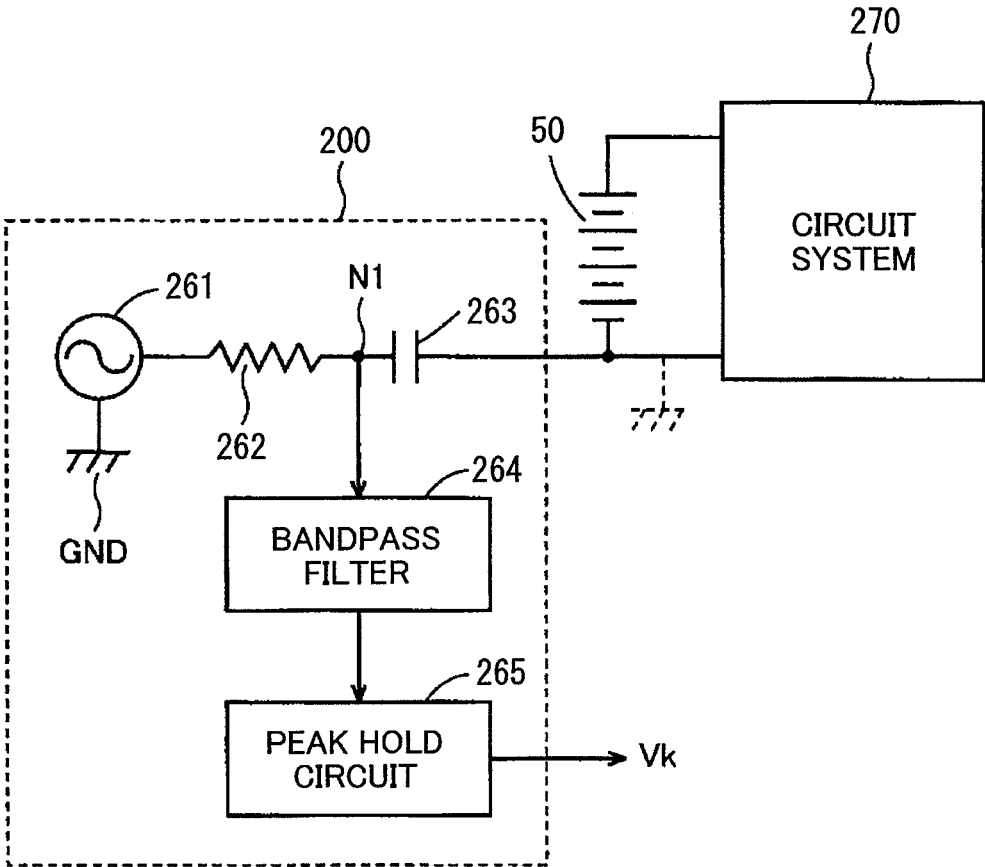 270
200
50
CIRCUIT
SYSTEM
N1
261
263
262
264
GND
BANDPASS
FILTER
265
PEAK HOLD
CIRCUIT
Vk